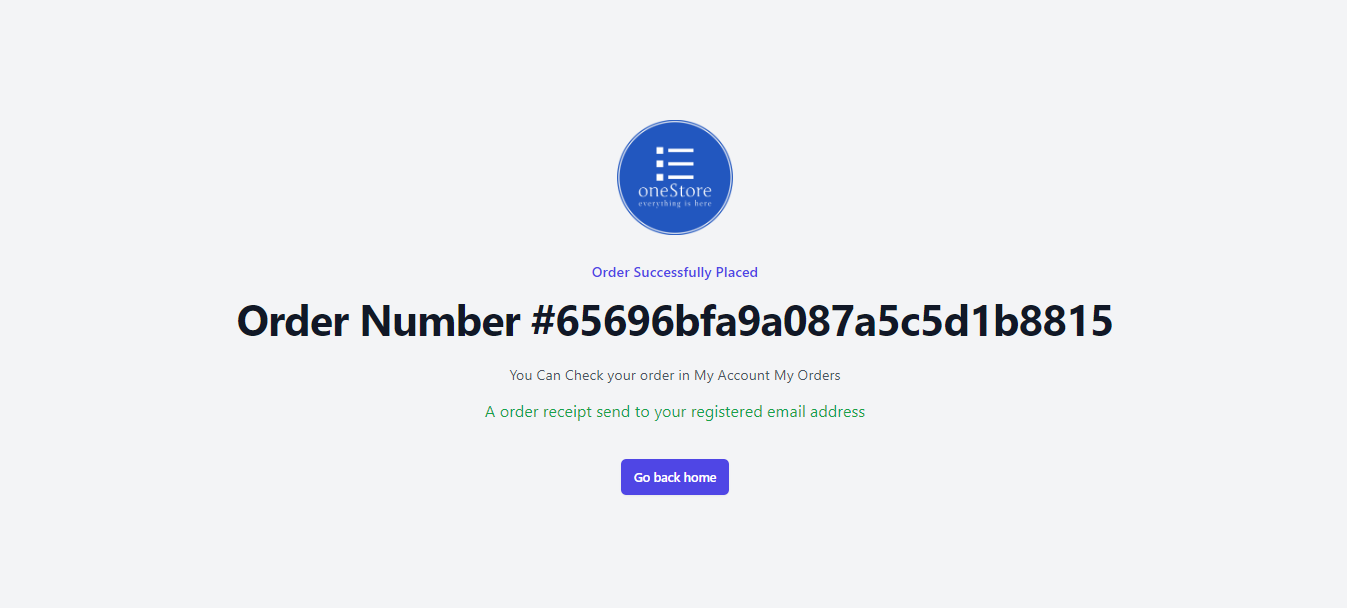 oneStore
everything is here
Order Successfully Placed
Order Number #65696bfa9a087a5c5d1b8815
You Can Check your order in My Account My Orders
A order receipt send to your registered email address
Go back home